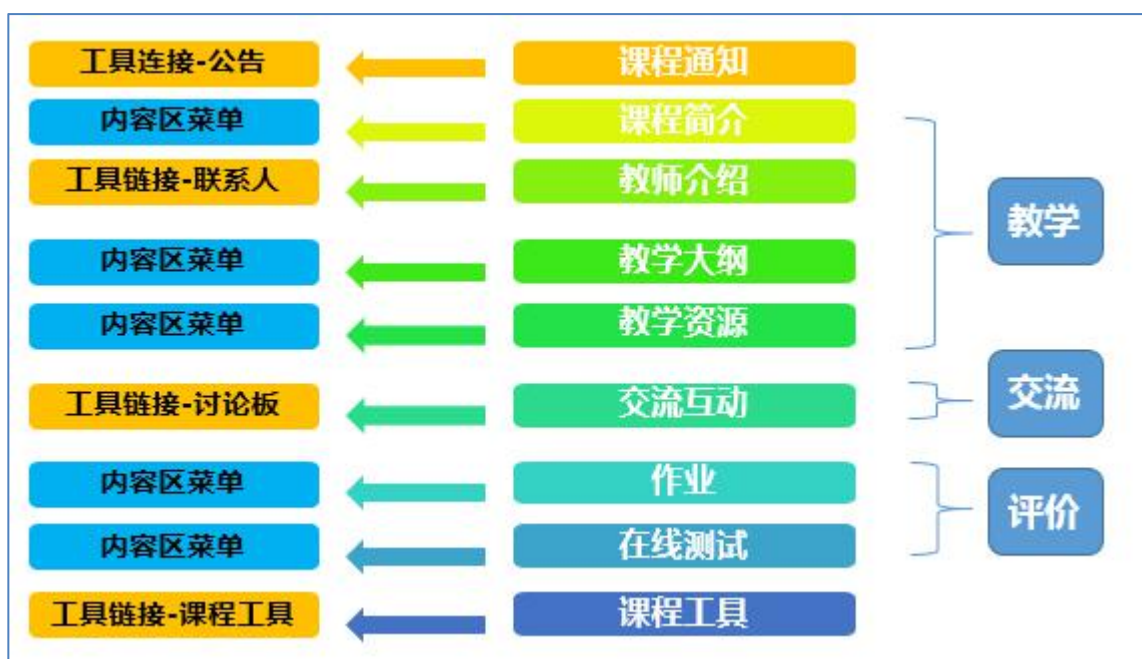 工具连接-公告
课程通知
内容区菜单
课程简介
工具链接-联系人
教师介绍
教学
内容区菜单
教学大纲
内容区菜单
教学资源
工具链接-讨论板
交流互动
交流
内容区菜单
作业
评价
内容区菜单
在线测试
工具链接-课程工具
课程工具